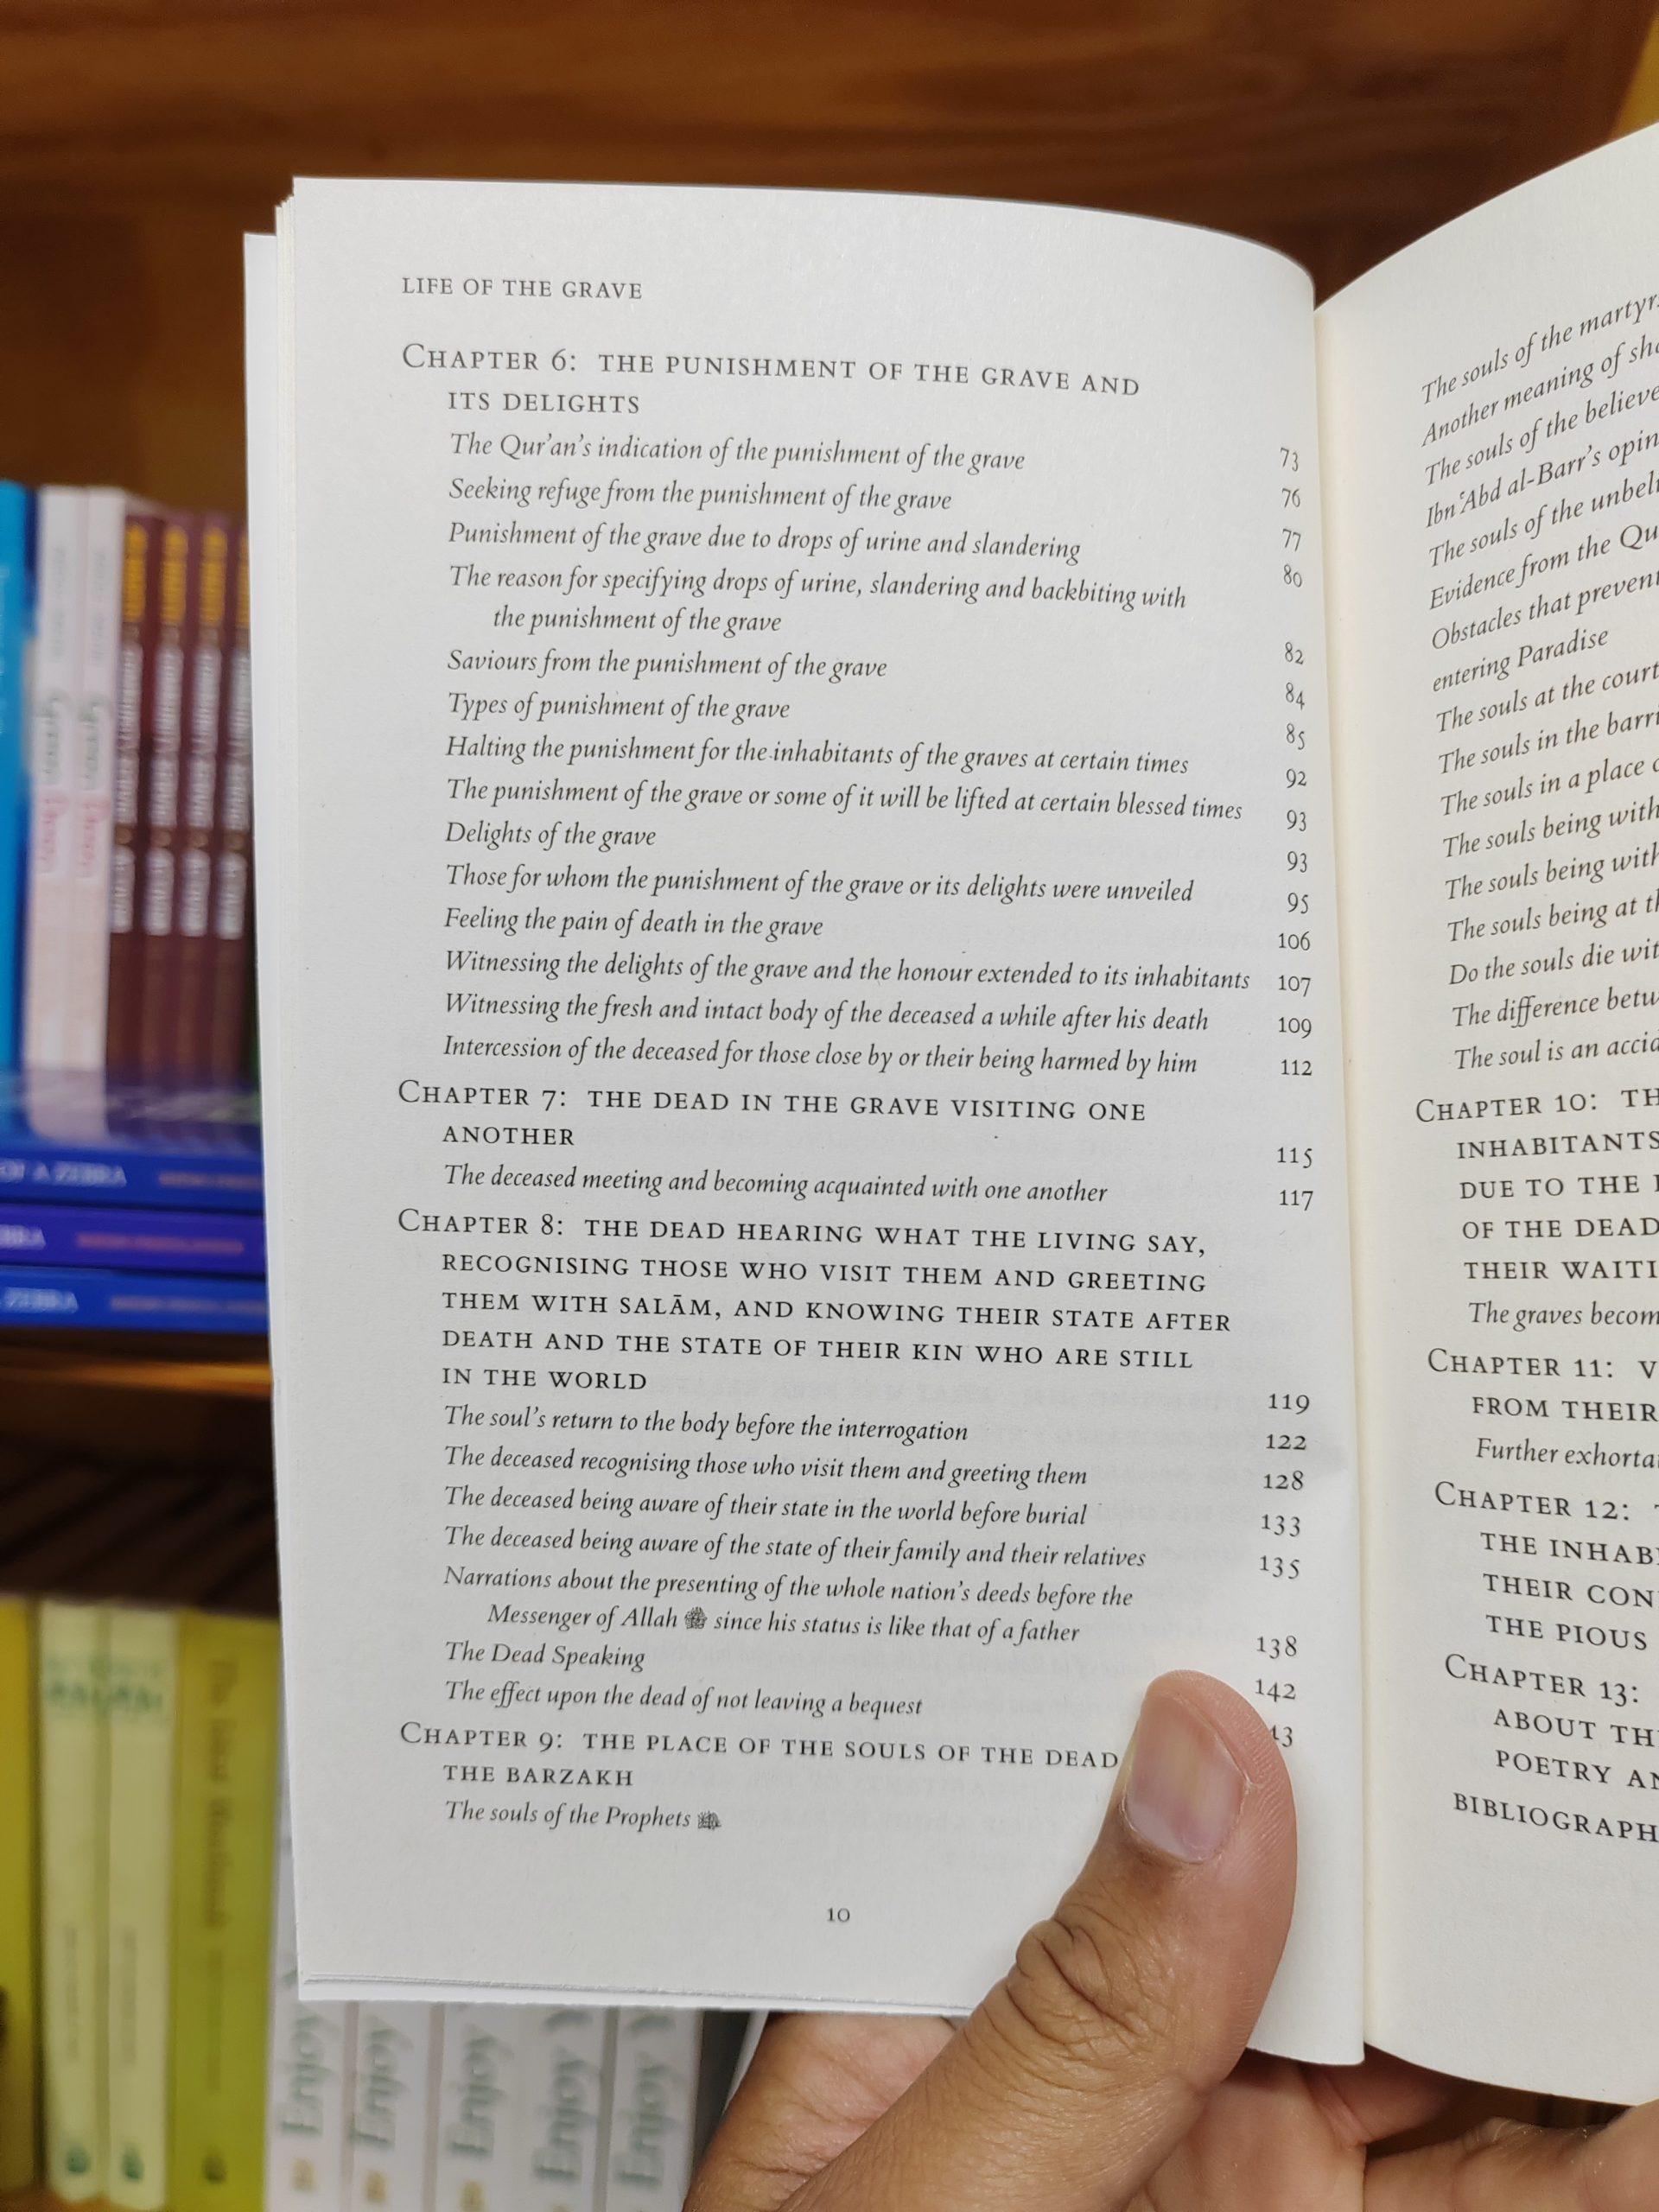 LIFE OF THE GRAVE
CHAPTER 6: THE PUNISHMENT OF THE GRAVE AND
ITS DELIGHTS 73
The Qur'an's indication of the punishment of the grave 76
Seeking refuge from the punishment of the grave 77
Punishment of the grave due to drops of urine and slandering 80
The reason for specifying drops of urine, slandering and backbiting with
the punishment of the grave 82
Saviours from the punishment of the grave 84
Types of punishment of the grave 85
Halting the punishment for the inhabitants of the graves at certain times 92
The punishment of the grave or some of it will be lifted at certain blessed times 93
Delights of the grave 93
Those for whom the punishment of the grave or its delights were unveiled 95
Feeling the pain of death in the grave 106
Witnessing the delights of the grave and the honour extended to its inhabitants 107
Witnessing the fresh and intact body of the deceased a while after his death 109
Intercession of the deceased for those close by or their being harmed by him 112
CHAPTER 7: THE DEAD IN THE GRAVE VISITING ONE
ANOTHER 115
The deceased meeting and becoming acquainted with one another 117
CHAPTER 8: THE DEAD HEARING WHAT THE LIVING SAY,
RECOGNISING THOSE WHO VISIT THEM AND GREETING
THEM WITH SALĀM, AND KNOWING THEIR STATE AFTER
DEATH AND THE STATE OF THEIR KIN WHO ARE STILL
IN THE WORLD 119
The soul's return to the body before the interrogation 122
The deceased recognising those who visit them and greeting them 128
The deceased being aware of their state in the world before burial 133
The deceased being aware of the state of their family and their relatives 135
Narrations about the presenting of the whole nation's deeds before the
Messenger of Allah ﷺ since his status is like that of a father 138
The Dead Speaking 142
The effect upon the dead of not leaving a bequest
CHAPTER 9: THE PLACE OF THE SOULS OF THE DEAD
THE BARZAKH
The souls of the Prophets
10
The souls of the martyr
Another meaning of
The souls of the
Ibn ʿAbd al-Barr's
The souls of the
Evidence from the
Obstacles that
entering Paradise
The souls at the
The souls in the
The souls in a place
The souls being with
The souls being with
The souls being at
Do the souls die
The difference
The soul is an
CHAPTER 10:
INHABITANTS
DUE TO THE
OF THE DEAD
THEIR
The graves
CHAPTER 11:
FROM THEIR
Further
CHAPTER 12:
THE
THEIR
THE PIOUS
CHAPTER 13:
ABOUT
POETRY
A ZEBRA
ZEBRA
ZEBRA
Enjoy
Enjoy
Enjoy
Enjoy
Enjoy